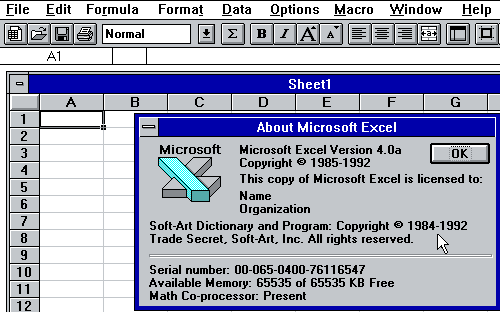 File Edit Formula Format Data Options Macro Window Help
Normal Σ B I A A a
A1
Sheet1
A B C D E F G
1
2
3
4
5
6
7
8
9
10
11
12
About Microsoft Excel
Microsoft
Microsoft Excel Version 4.0a
OK
Copyright © 1985-1992
This copy of Microsoft Excel is licensed to:
Name
Organization
Soft-Art Dictionary and Program: Copyright © 1984-1992
Trade Secret, Soft-Art, Inc. All rights reserved.
Serial number: 00-065-0400-76116547
Available Memory: 65535 of 65535 KB Free
Math Co-processor: Present